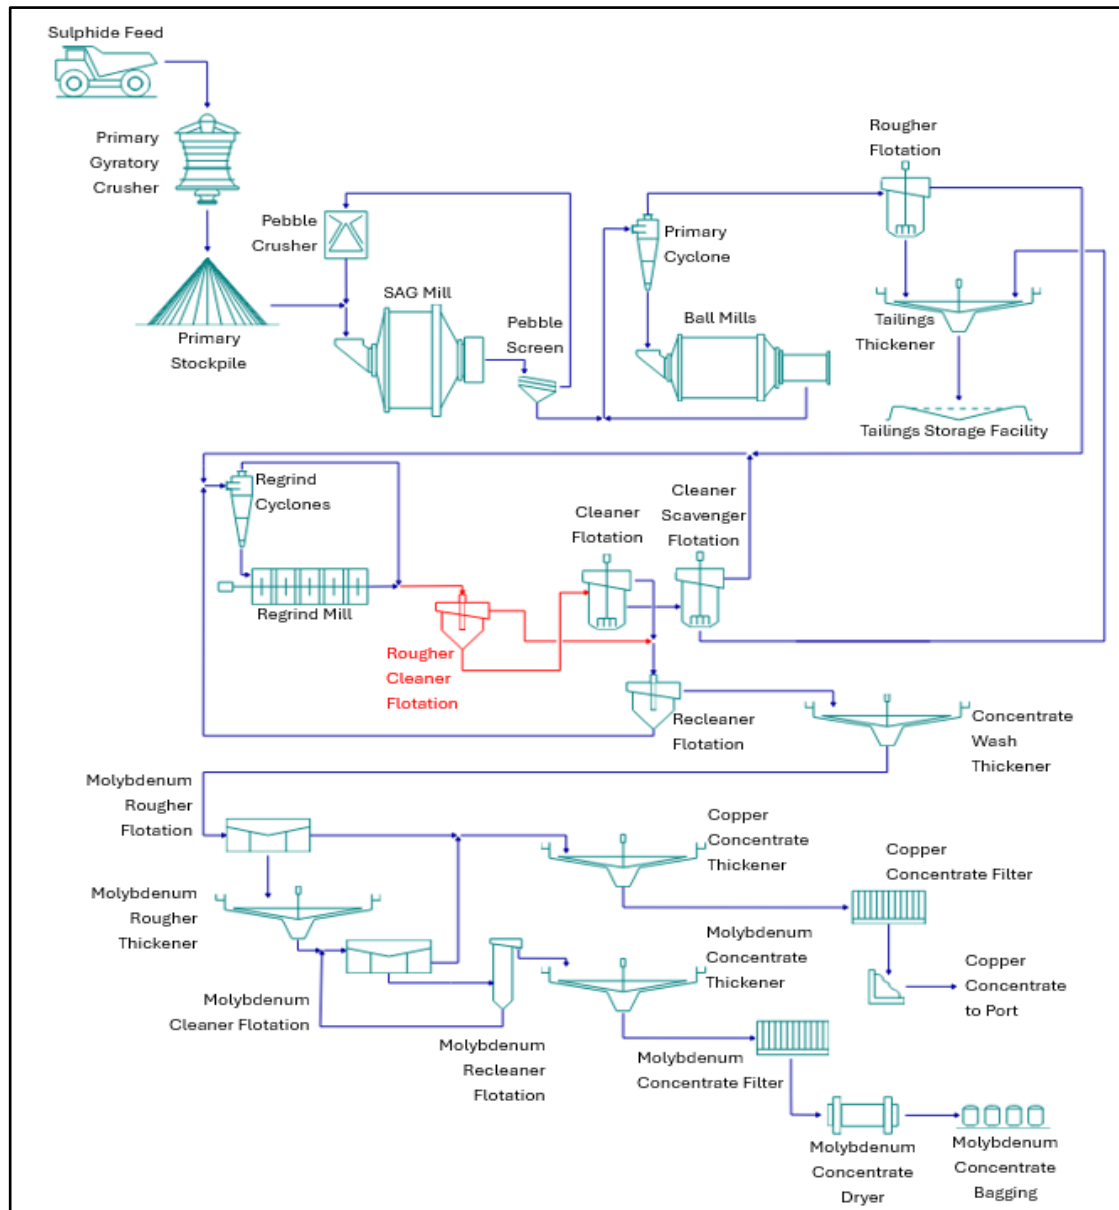 Sulphide Feed
Primary
Gyratory
Crusher
Rougher
Flotation
Pebble
Crusher
Primary
Cyclone
SAG Mill
Pebble
Screen
Ball Mills
Tailings
Thickener
Primary
Stockpile
Tailings Storage Facility
Regrind
Cyclones
Cleaner
Flotation
Cleaner
Scavenger
Flotation
Regrind Mill
Rougher
Cleaner
Flotation
Recleaner
Flotation
Concentrate
Wash
Thickener
Molybdenum
Rougher
Flotation
Copper
Concentrate
Thickener
Copper
Concentrate Filter
Molybdenum
Rougher
Thickener
Molybdenum
Concentrate
Thickener
Copper
Concentrate
to Port
Molybdenum
Cleaner Flotation
Molybdenum
Recleaner
Flotation
Molybdenum
Concentrate Filter
Molybdenum
Concentrate
Dryer
Molybdenum
Concentrate
Bagging